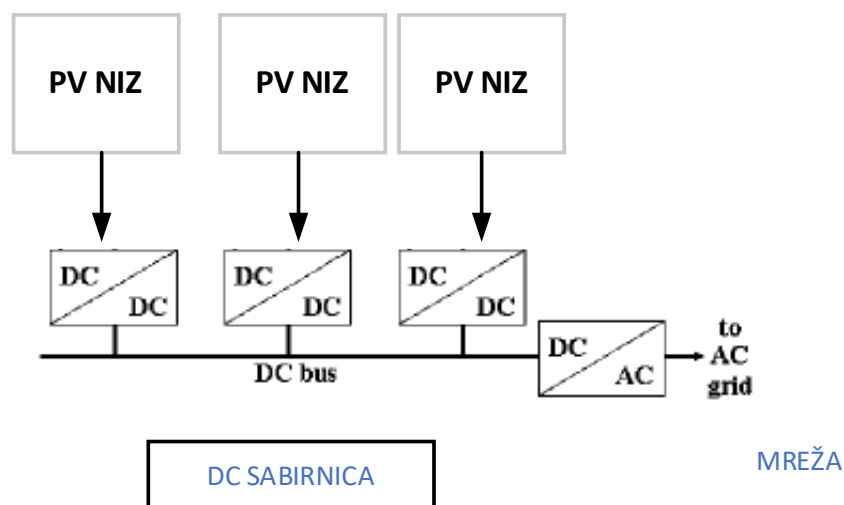 PV NIZ
PV NIZ
PV NIZ
DC
DC
DC
DC
DC
DC
DC bus
DC
AC
to
AC
grid
DC SABIRNICA
MREŽA